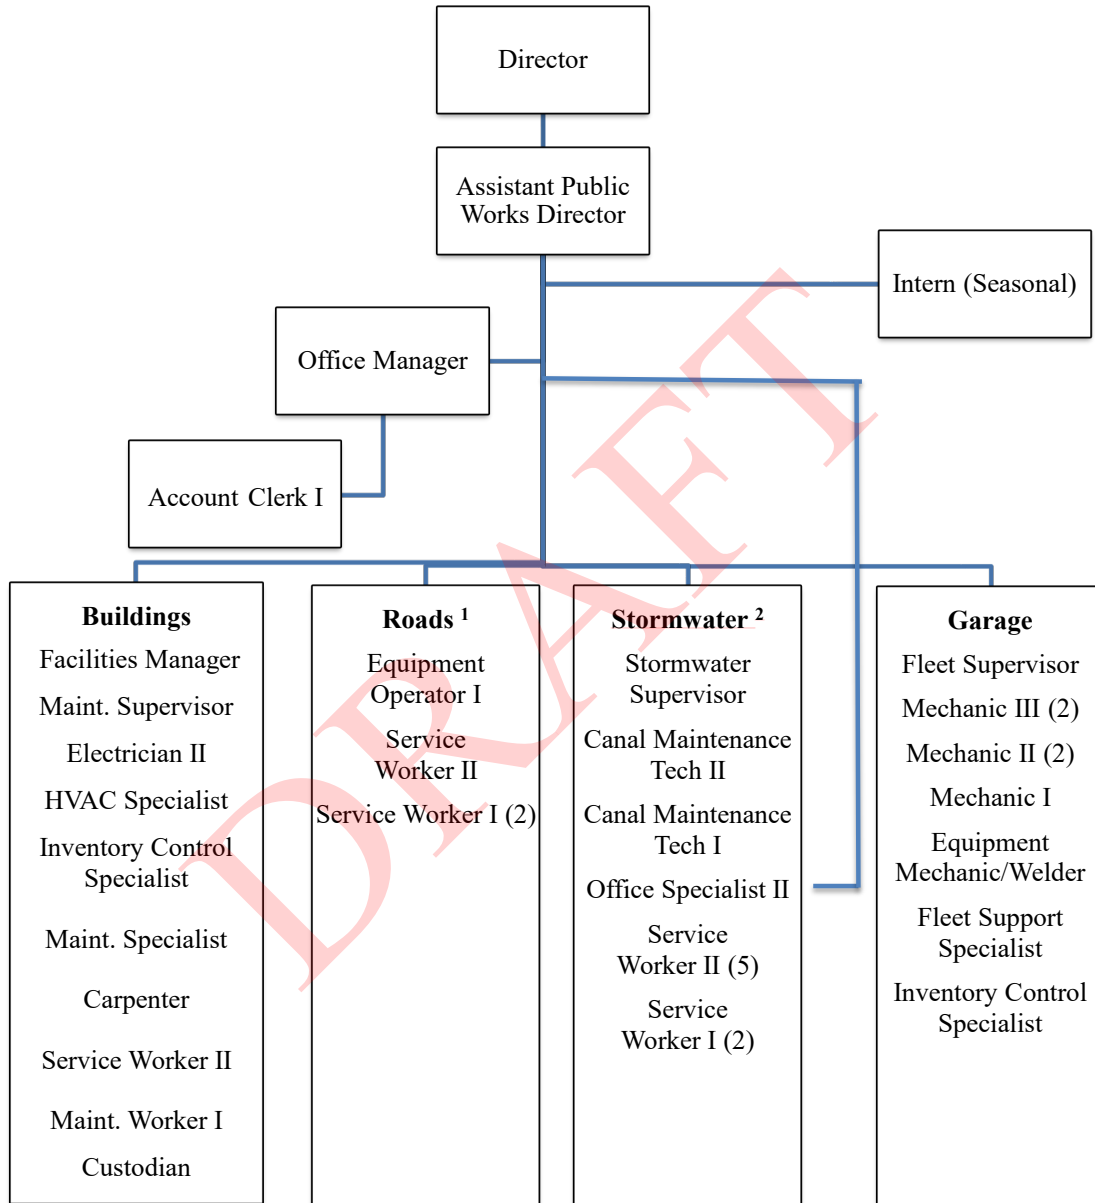 Director
Assistant Public
Works Director
Intern (Seasonal)
Office Manager
Account Clerk I
Buildings
Facilities Manager
Maint. Supervisor
Electrician II
HVAC Specialist
Inventory Control
Specialist
Maint. Specialist
Carpenter
Service Worker II
Maint. Worker I
Custodian
Roads ¹
Equipment
Operator I
Service
Worker II
Service Worker I (2)
Stormwater ²
Stormwater
Supervisor
Canal Maintenance
Tech II
Canal Maintenance
Tech I
Office Specialist II
Service
Worker II (5)
Service
Worker I (2)
Garage
Fleet Supervisor
Mechanic III (2)
Mechanic II (2)
Mechanic I
Equipment
Mechanic/Welder
Fleet Support
Specialist
Inventory Control
Specialist
DRAFT